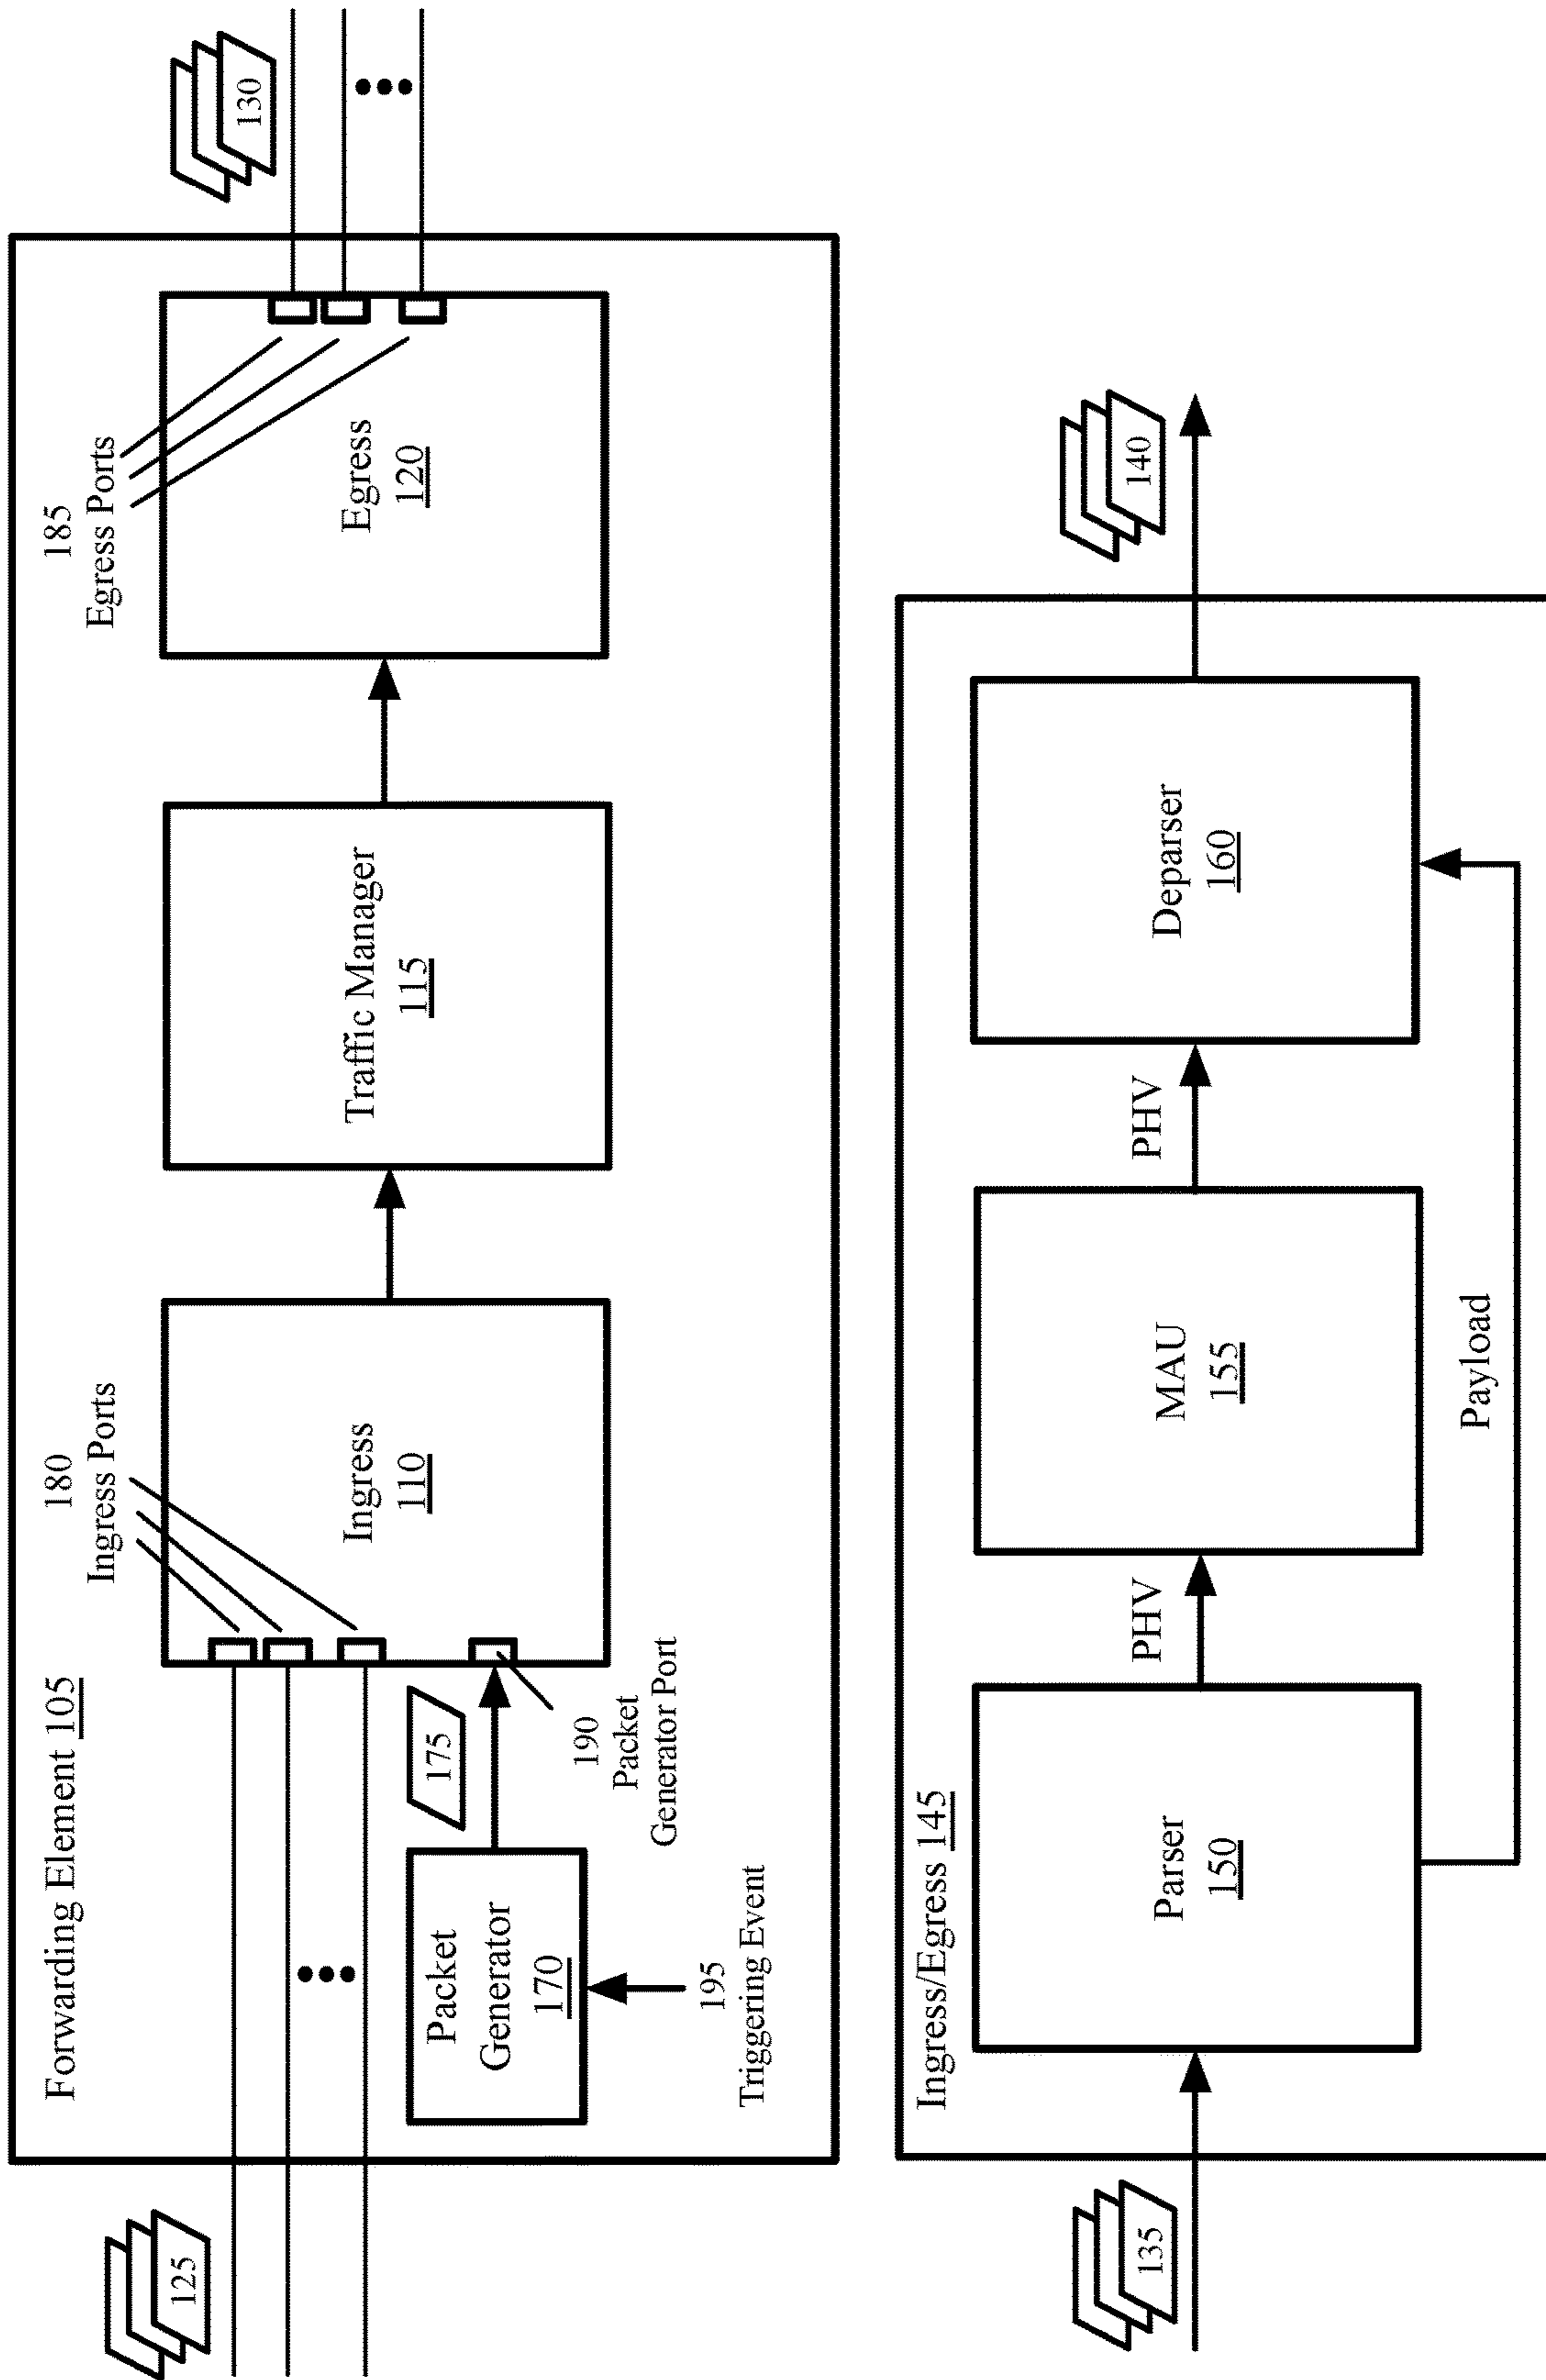 Forwarding Element 105
180
Ingress Ports
185
Egress Ports
125
130
Ingress
110
Traffic Manager
115
Egress
120
175
Packet
Generator
170
190
Packet
Generator Port
195
Triggering Event
Ingress/Egress 145
135
140
Parser
150
PHV
MAU
155
PHV
Deparser
160
Payload